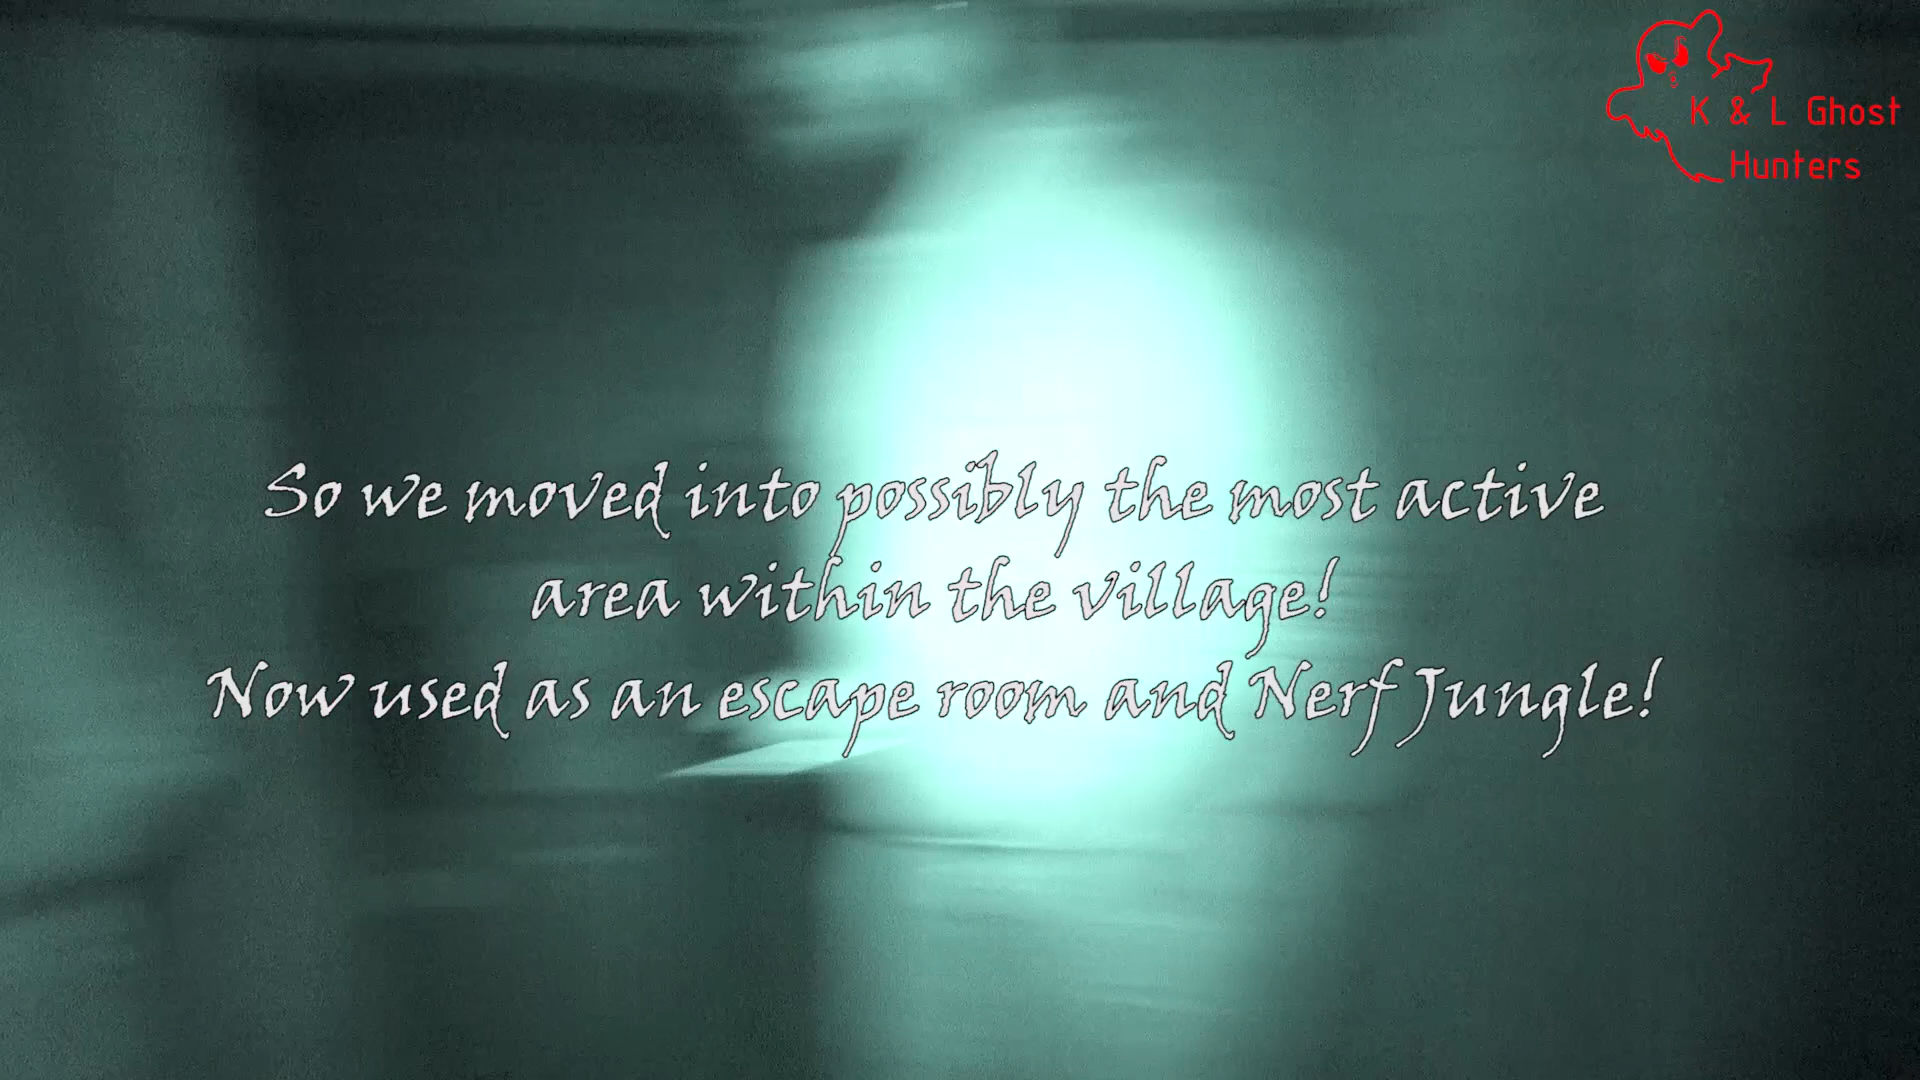 K & L Ghost
Hunters
So we moved into possibly the most active
area within the village!
Now used as an escape room and Nerf Jungle!